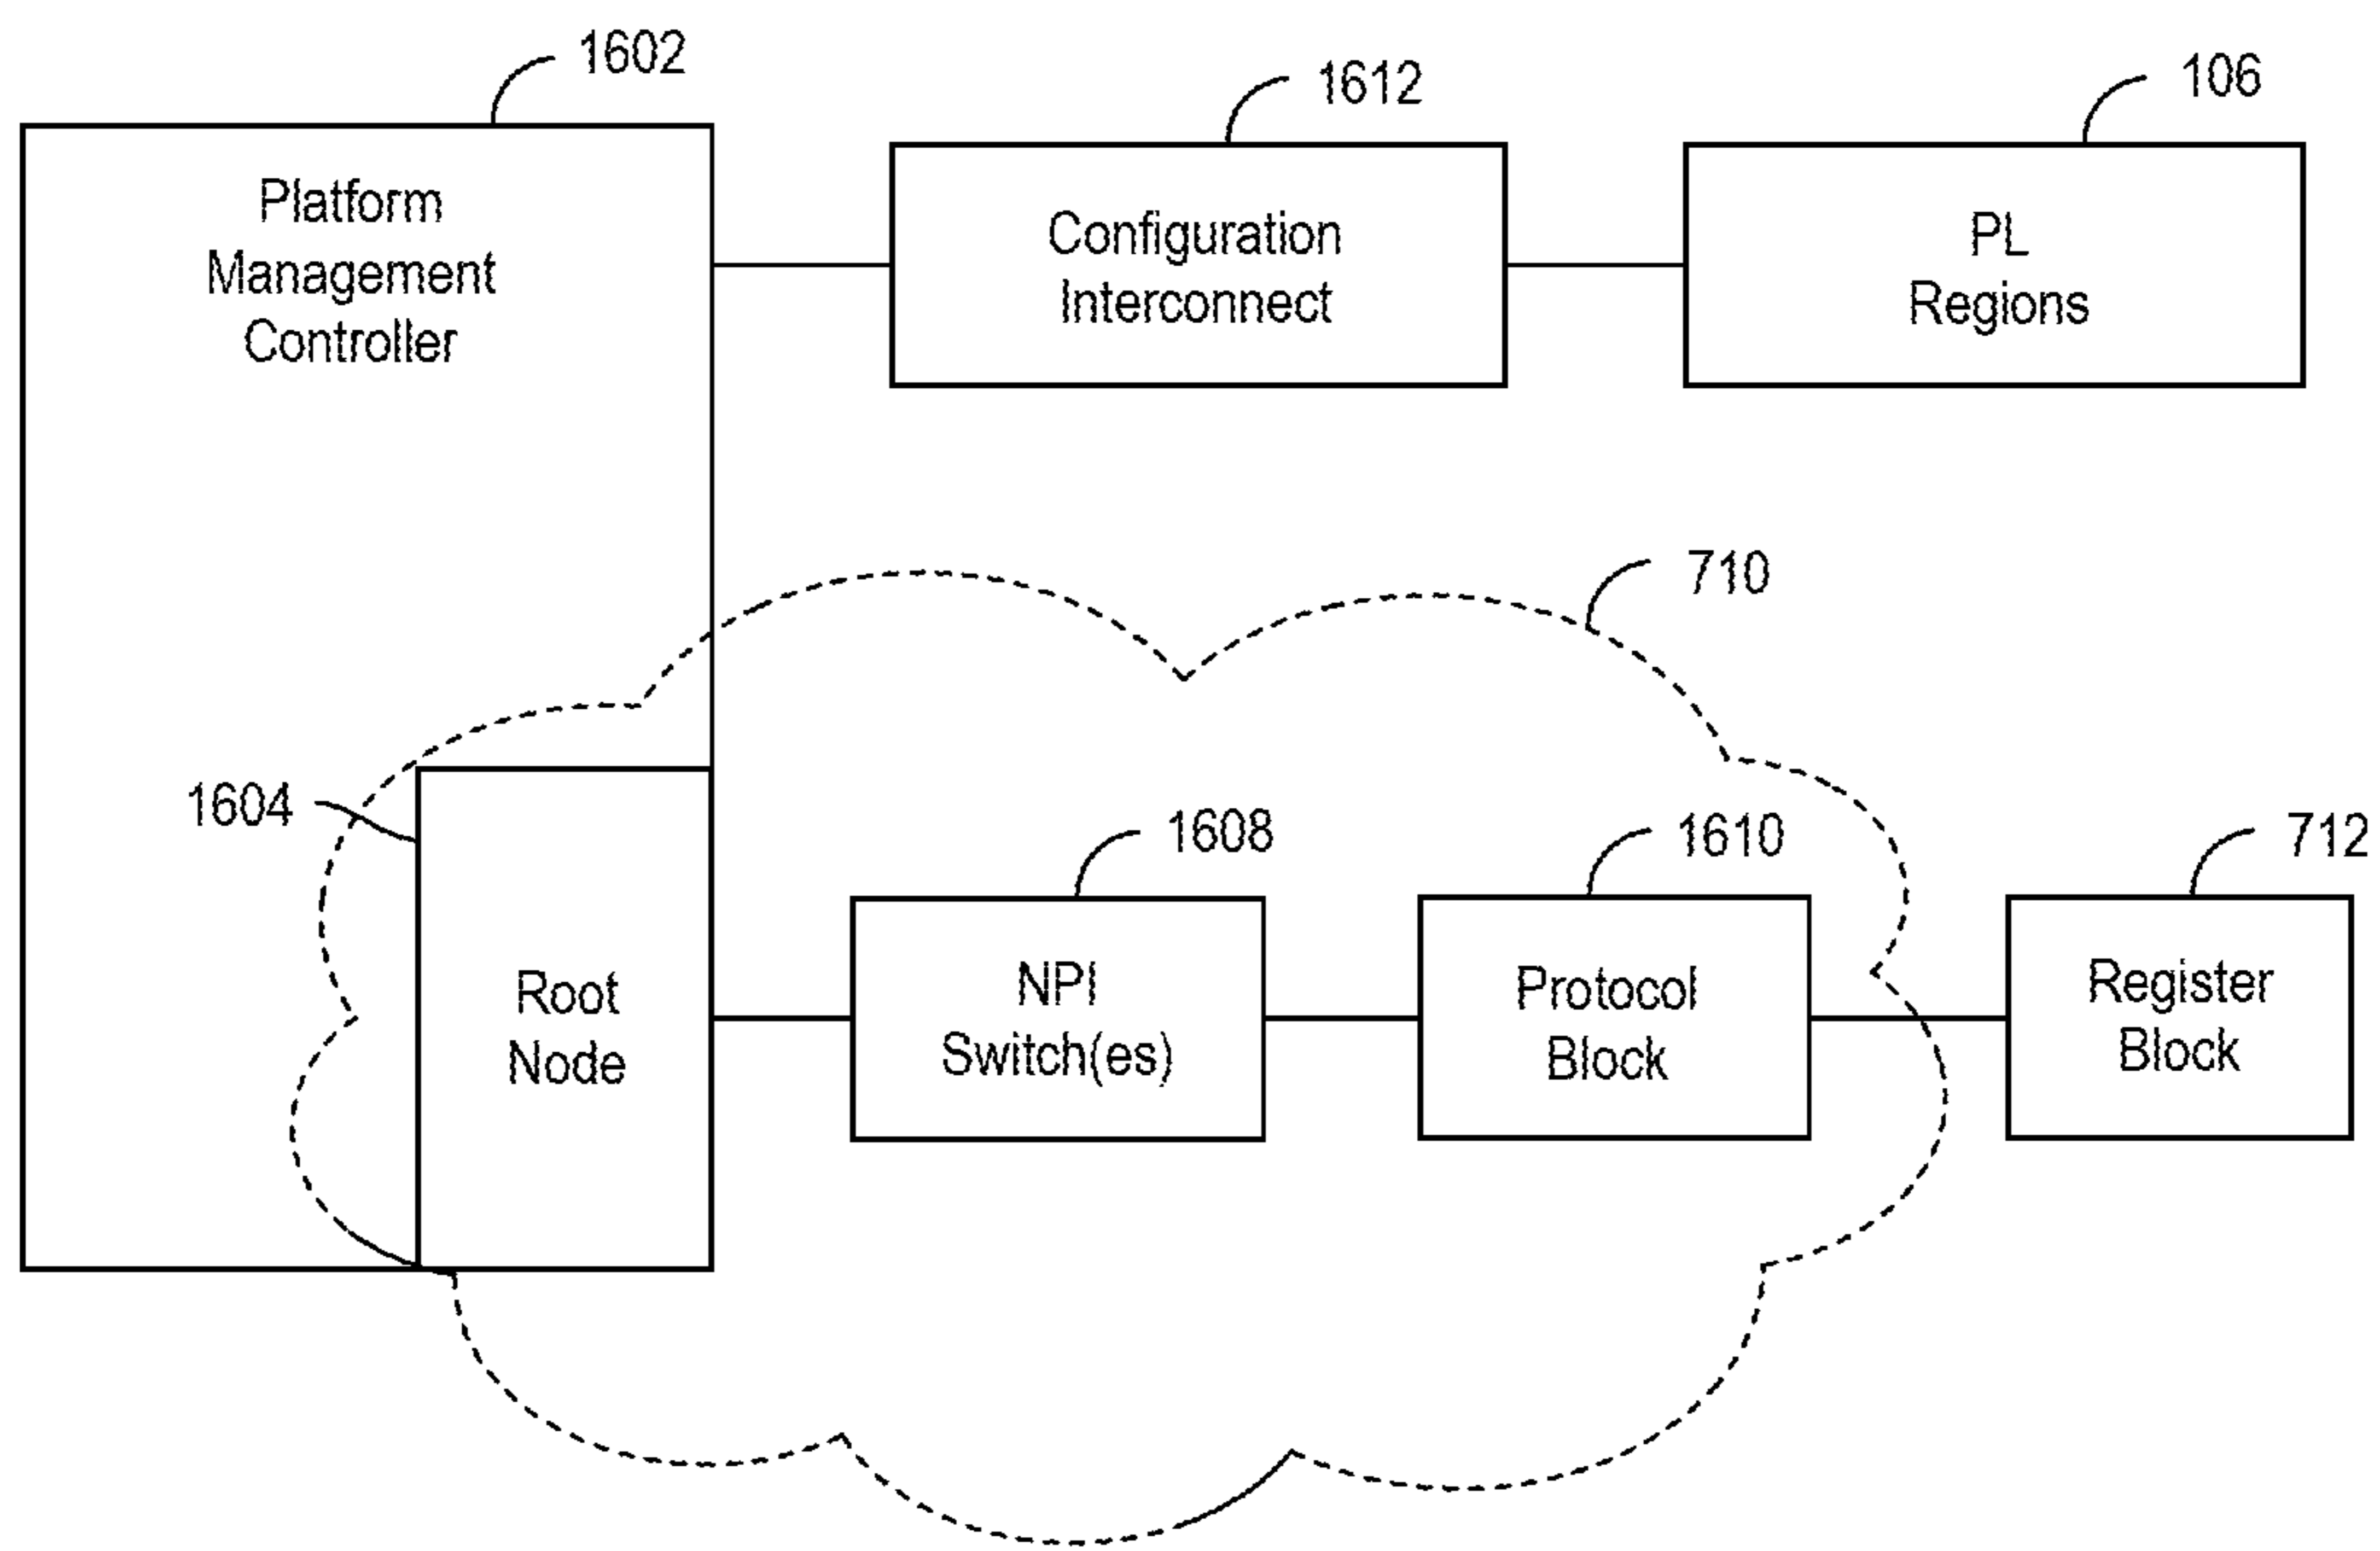 1602
1612
106
Platform
Management
Controller
Configuration
Interconnect
PL
Regions
710
1604
1608
1610
712
Root
Node
NPI
Switch(es)
Protocol
Block
Register
Block